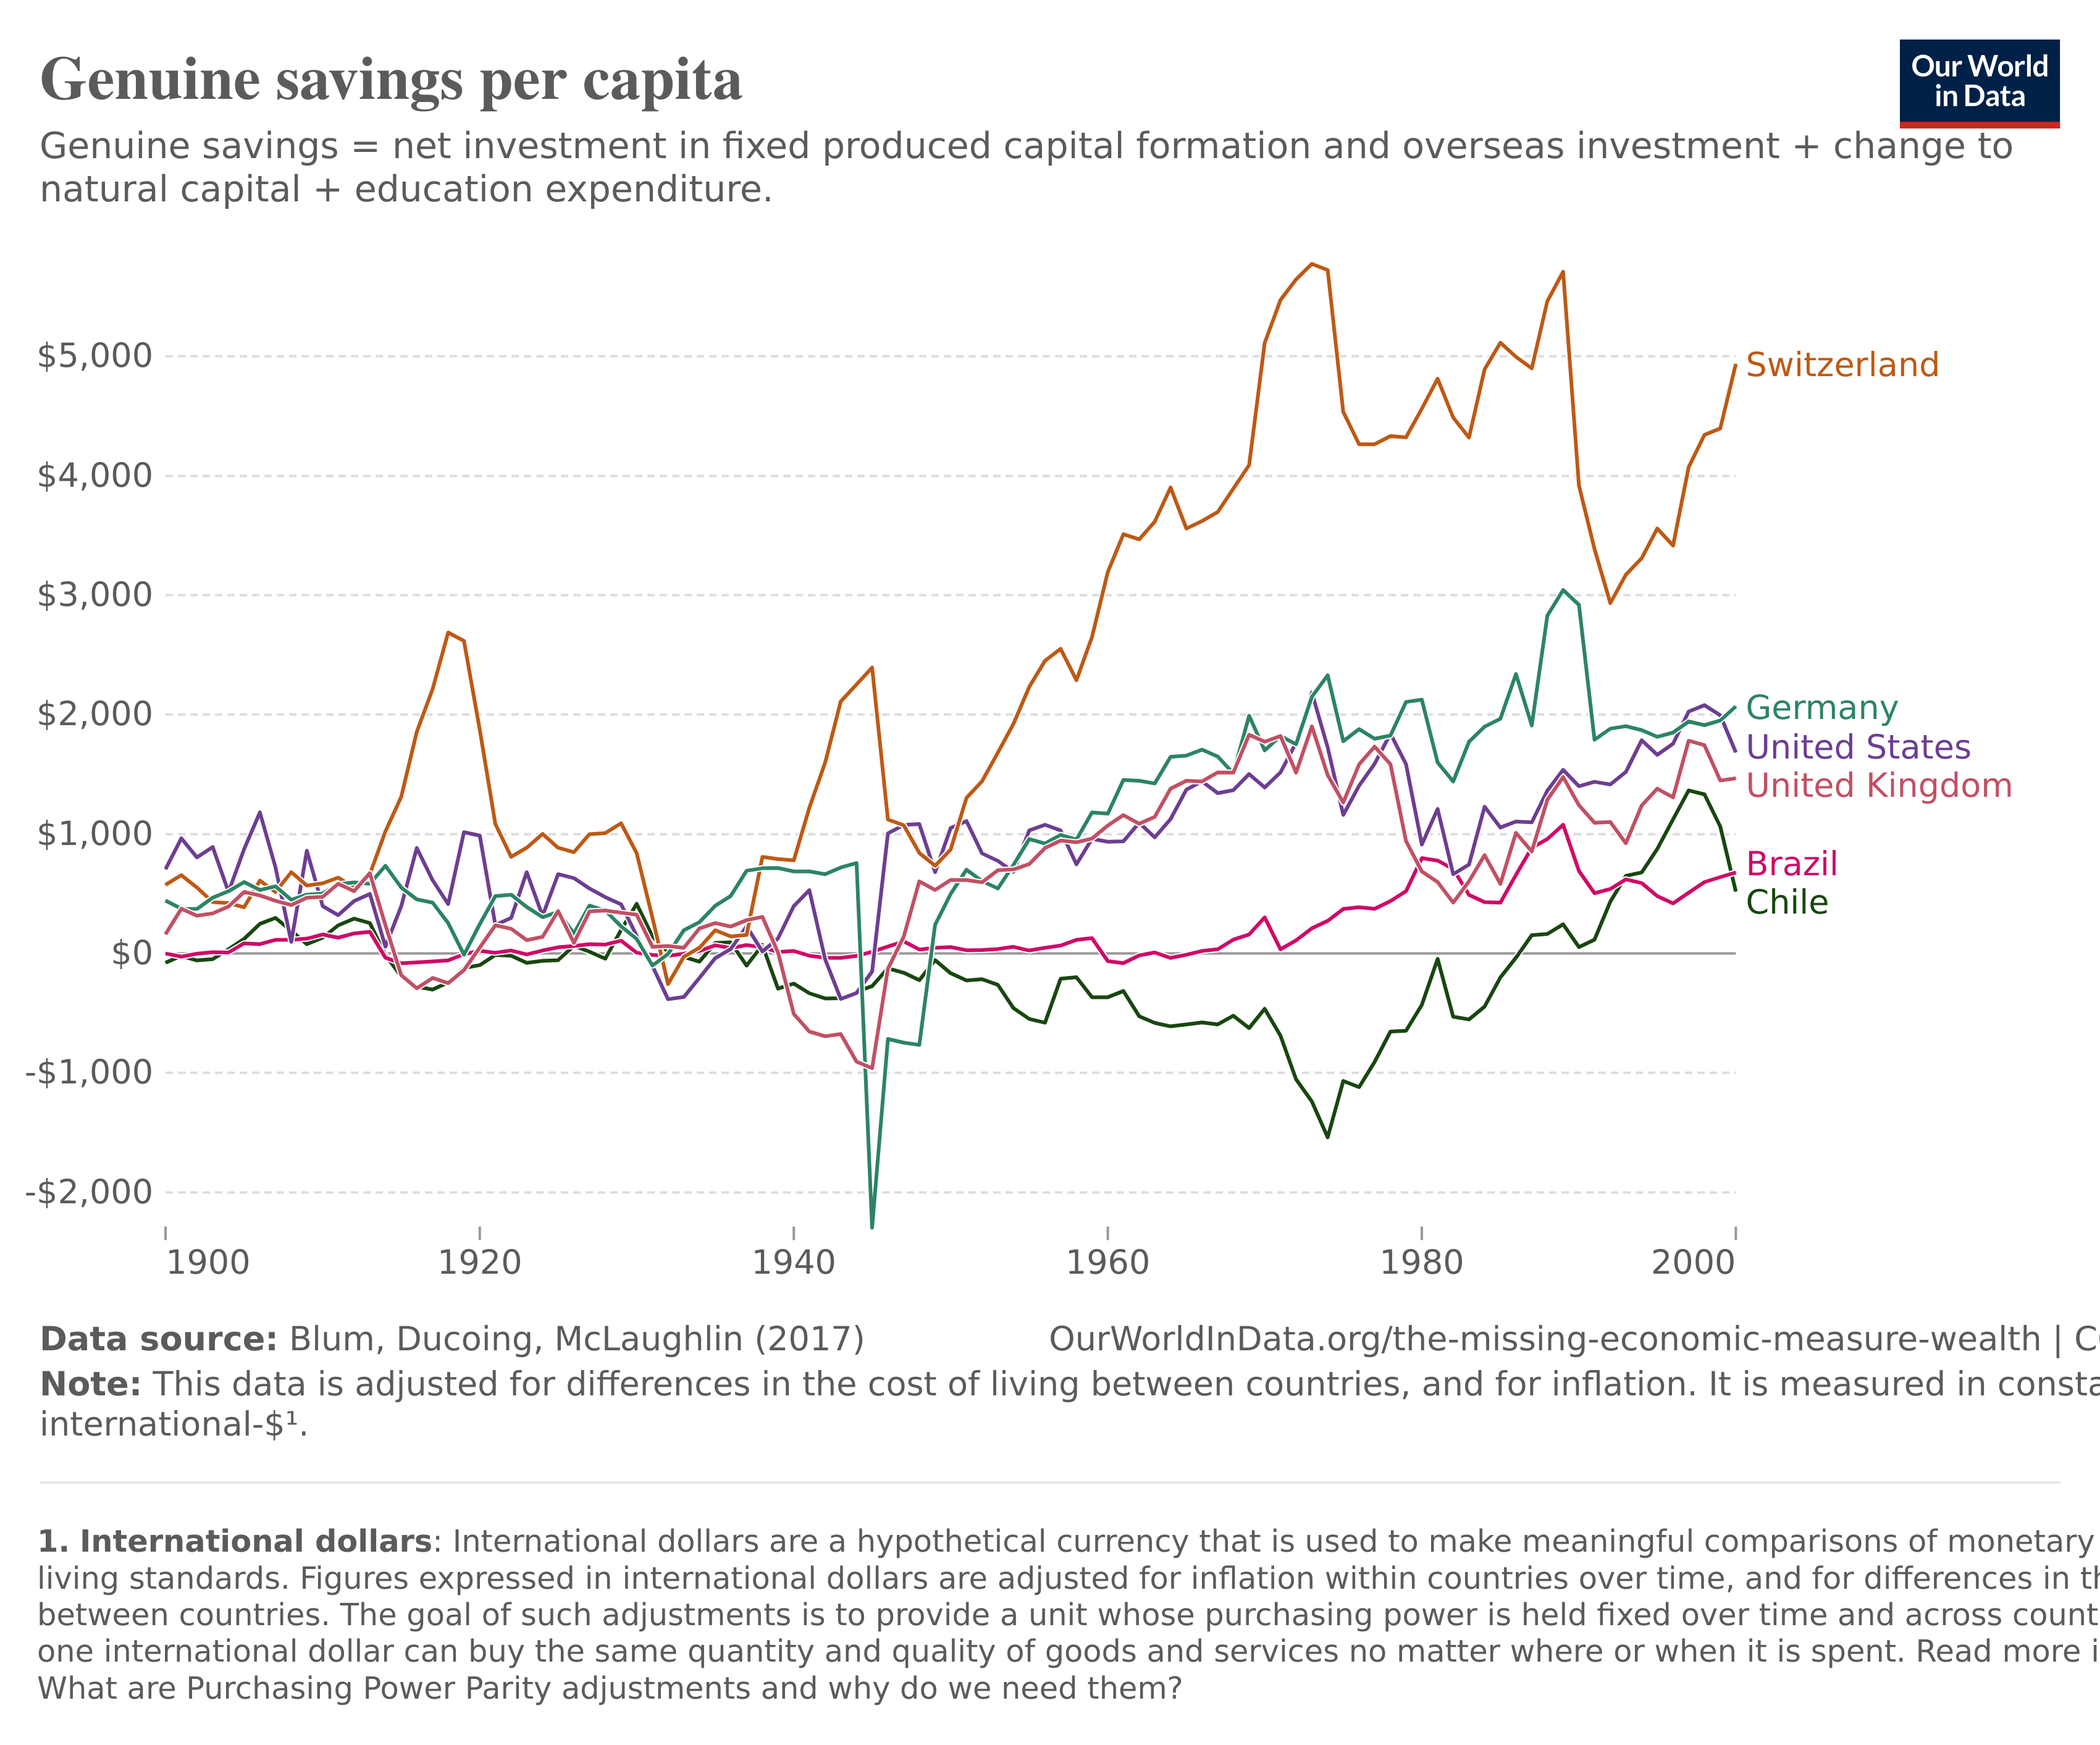 Genuine savings per capita
Our World
in Data
Genuine savings = net investment in fixed produced capital formation and overseas investment + change to
natural capital + education expenditure.
$5,000
Switzerland
$4,000
$3,000
$2,000
Germany
United States
United Kingdom
$1,000
Brazil
Chile
$0
-$1,000
-$2,000
1900 1920 1940 1960 1980 2000
Data source: Blum, Ducoing, McLaughlin (2017) OurWorldInData.org/the-missing-economic-measure-wealth |
Note: This data is adjusted for differences in the cost of living between countries, and for inflation. It is measured in
international-$¹.
1. International dollars: International dollars are a hypothetical currency that is used to make meaningful comparisons of monetary
living standards. Figures expressed in international dollars are adjusted for inflation within countries over time, and for differences in
between countries. The goal of such adjustments is to provide a unit whose purchasing power is held fixed over time and across
one international dollar can buy the same quantity and quality of goods and services no matter where or when it is spent. Read more
What are Purchasing Power Parity adjustments and why do we need them?